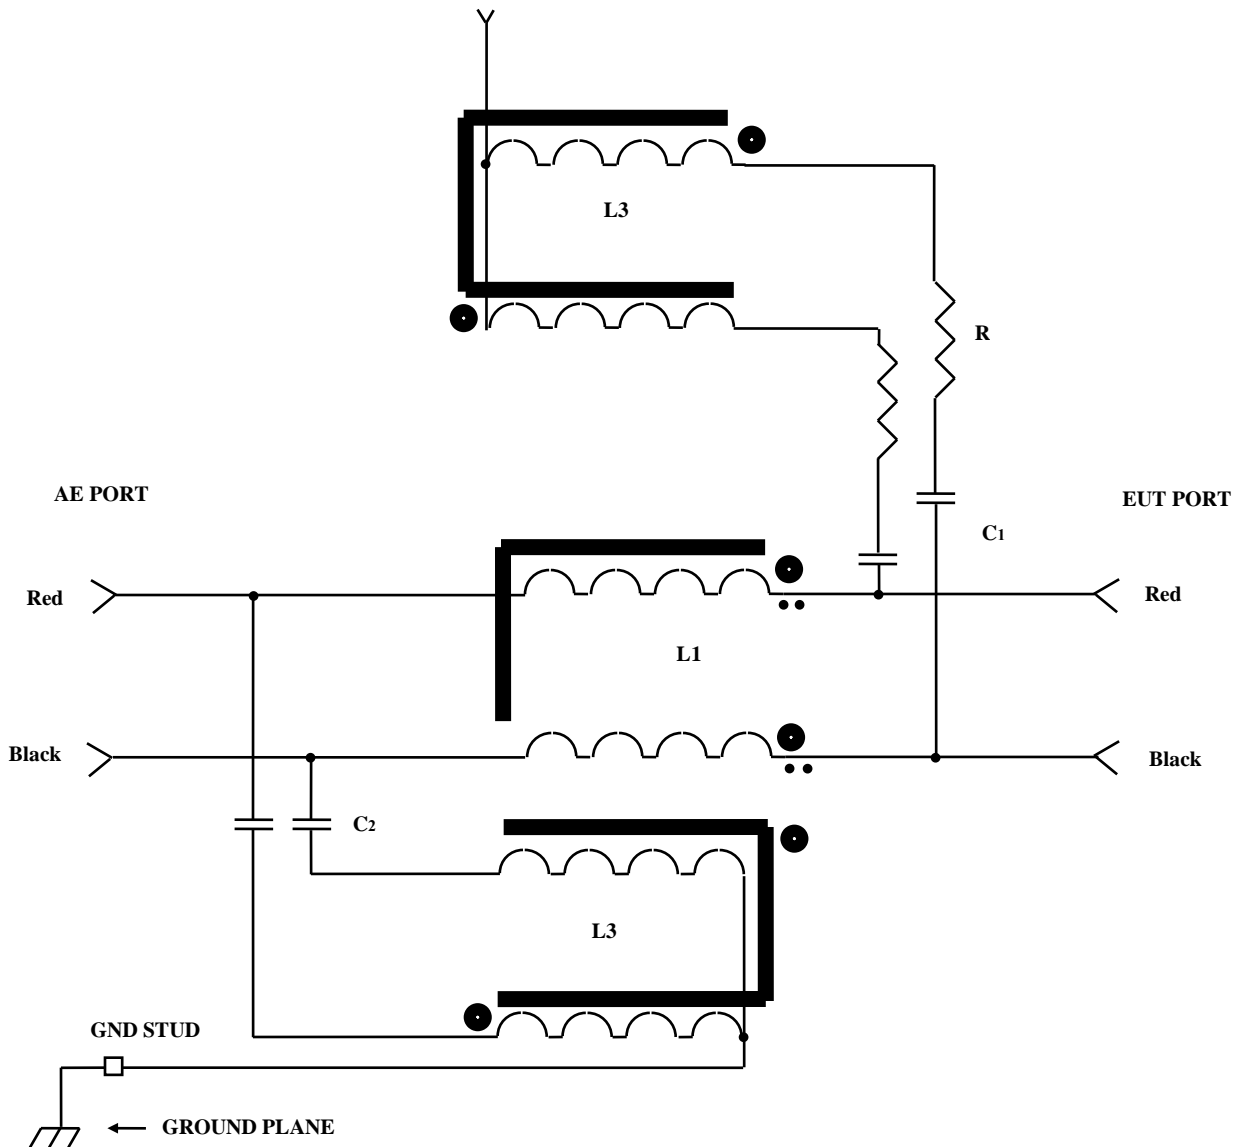 L3
R
AE PORT
EUT PORT
C1
Red
Red
L1
Black
Black
C2
L3
GND STUD
GROUND PLANE